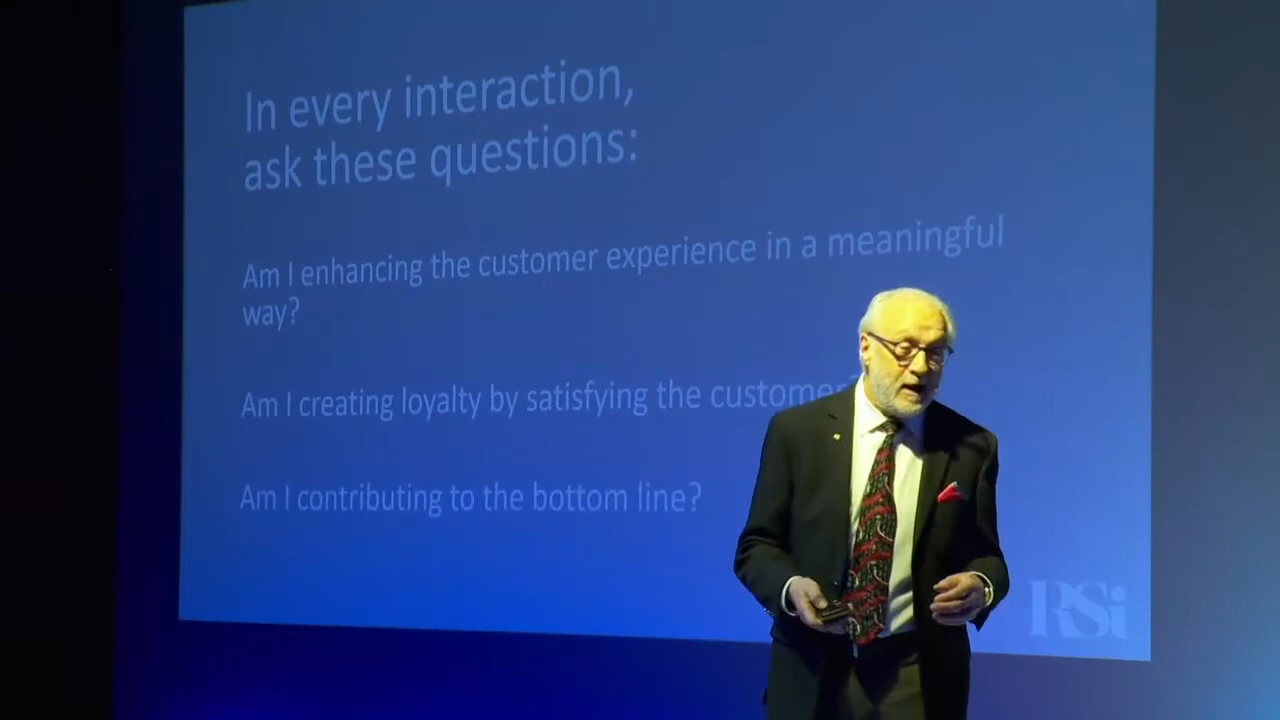 In every interaction,
ask these questions:
Am I enhancing the customer experience in a meaningful
way?
Am I creating loyalty by satisfying the customer?
Am I contributing to the bottom line?
RSi